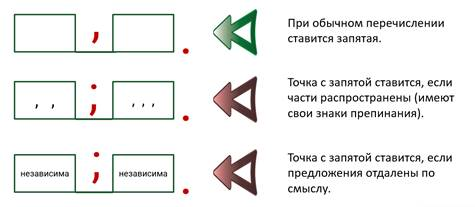 , .
При обычном перечислении
ставится запятая.
, , ; , , , .
Точка с запятой ставится, если
части распространены (имеют
свои знаки препинания).
независима ; независима .
Точка с запятой ставится, если
предложения отдалены по
смыслу.